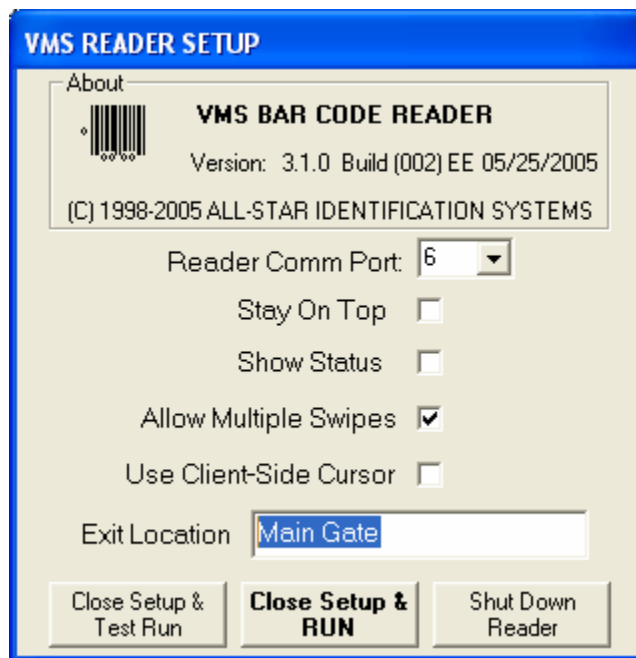 VMS READER SETUP
About
VMS BAR CODE READER
Version: 3.1.0 Build (002) EE 05/25/2005
(C) 1998-2005 ALL-STAR IDENTIFICATION SYSTEMS
Reader Comm Port: 6
Stay On Top
Show Status
Allow Multiple Swipes
Use Client-Side Cursor
Exit Location Main Gate
Close Setup &
Test Run
Close Setup &
RUN
Shut Down
Reader